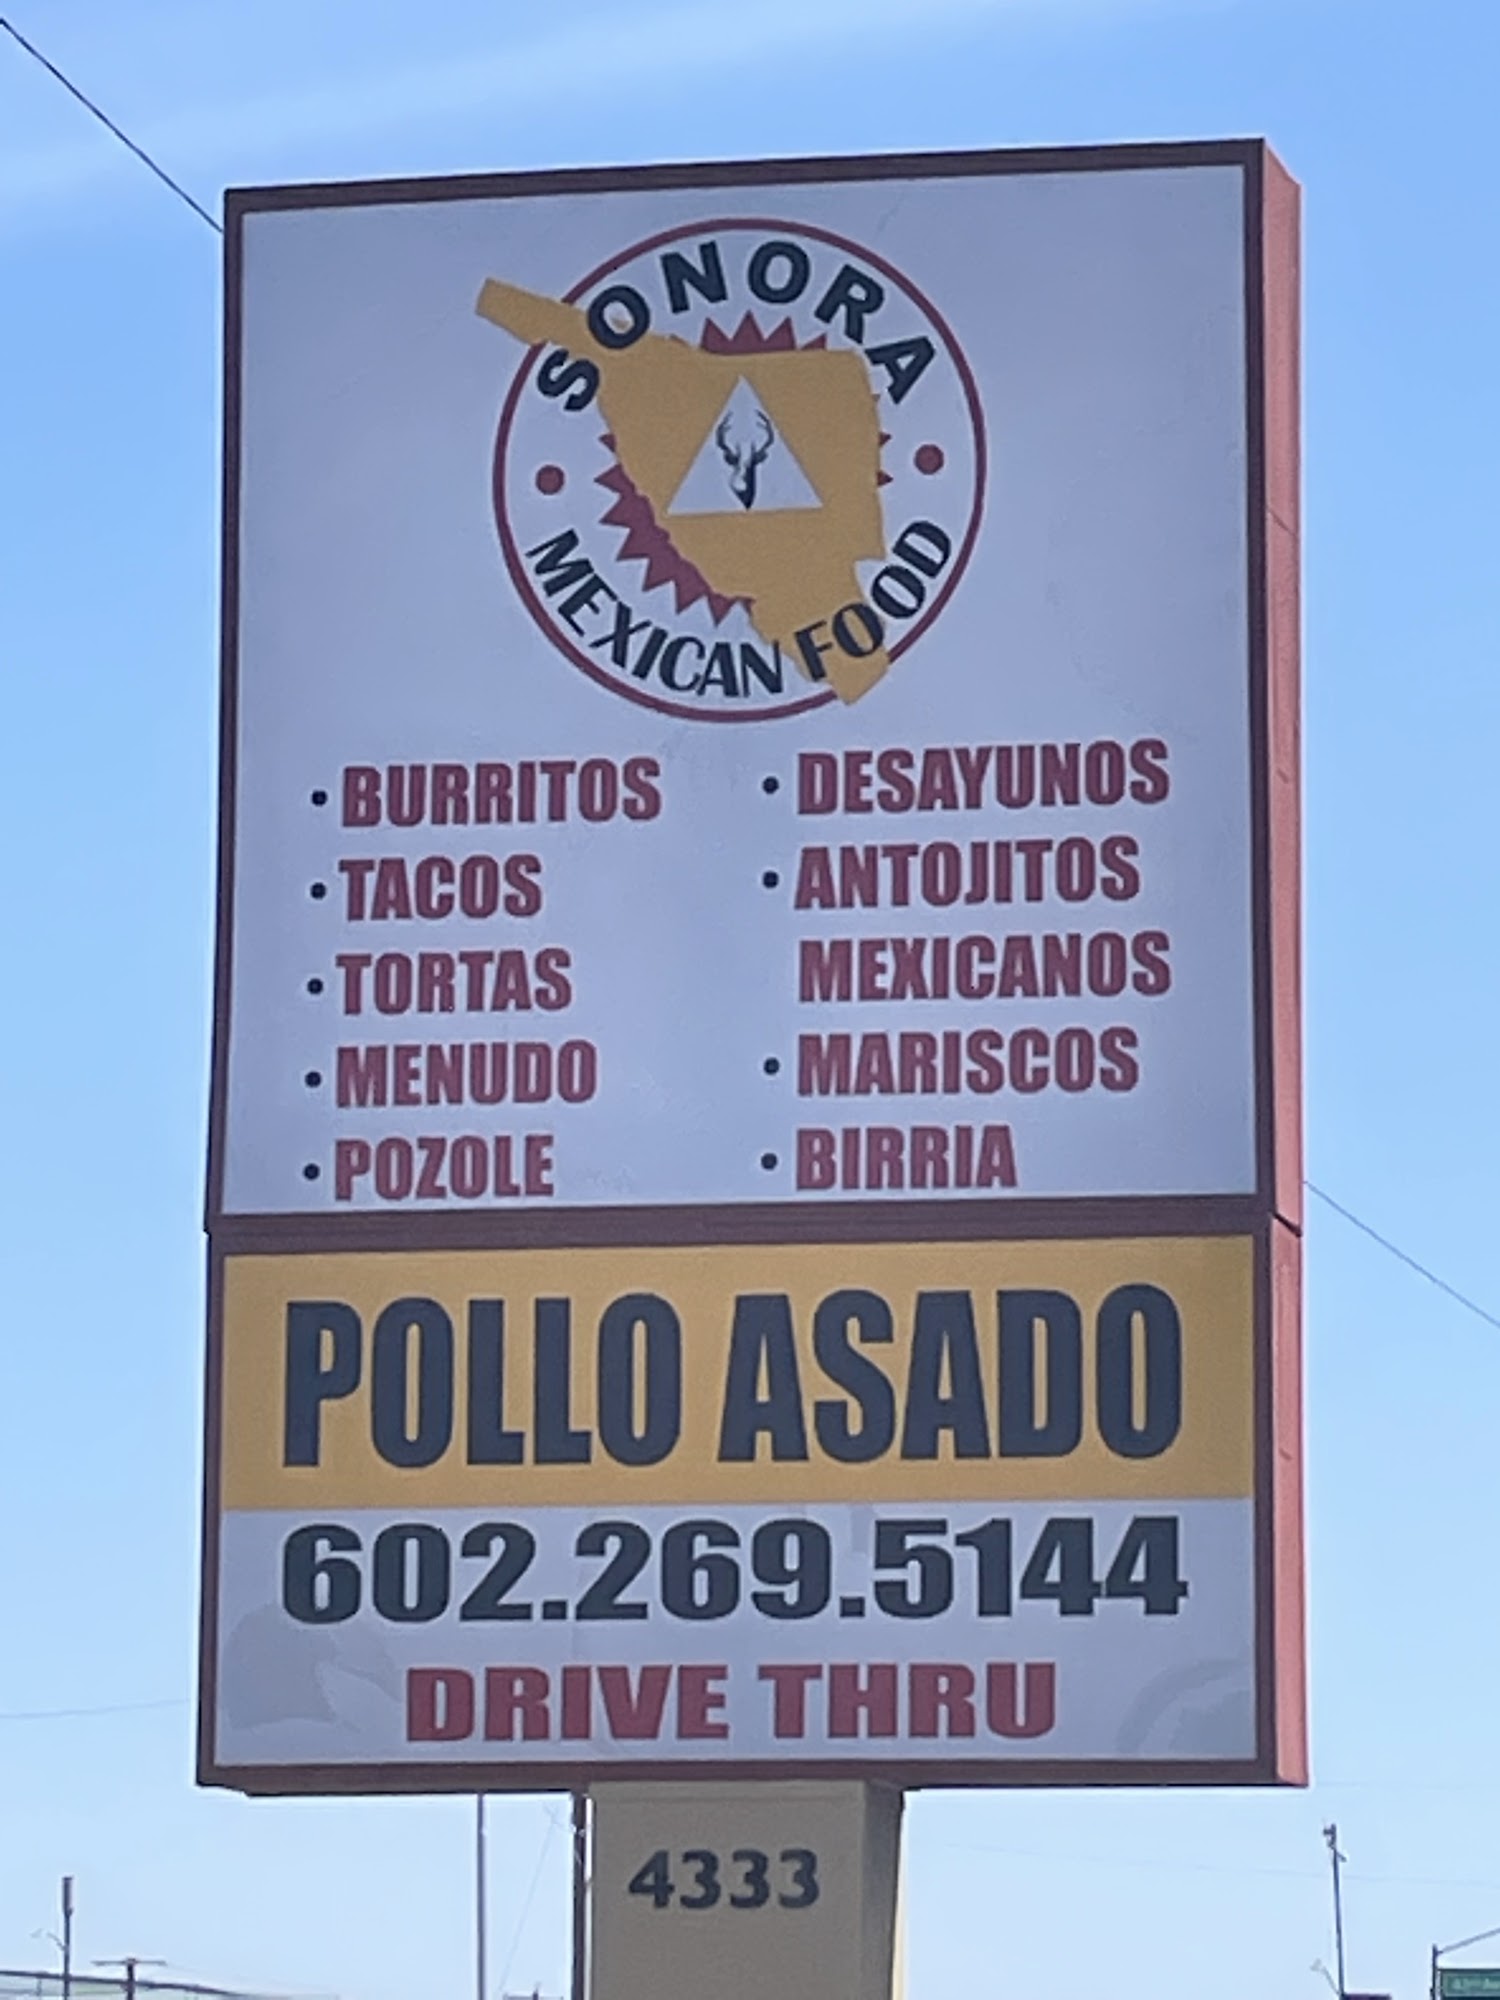 SONORA
MEXICAN FOOD
• BURRITOS
• TACOS
• TORTAS
• MENUDO
• POZOLE
• DESAYUNOS
• ANTOJITOS
MEXICANOS
• MARISCOS
• BIRRIA
POLLO ASADO
602.269.5144
DRIVE THRU
4333